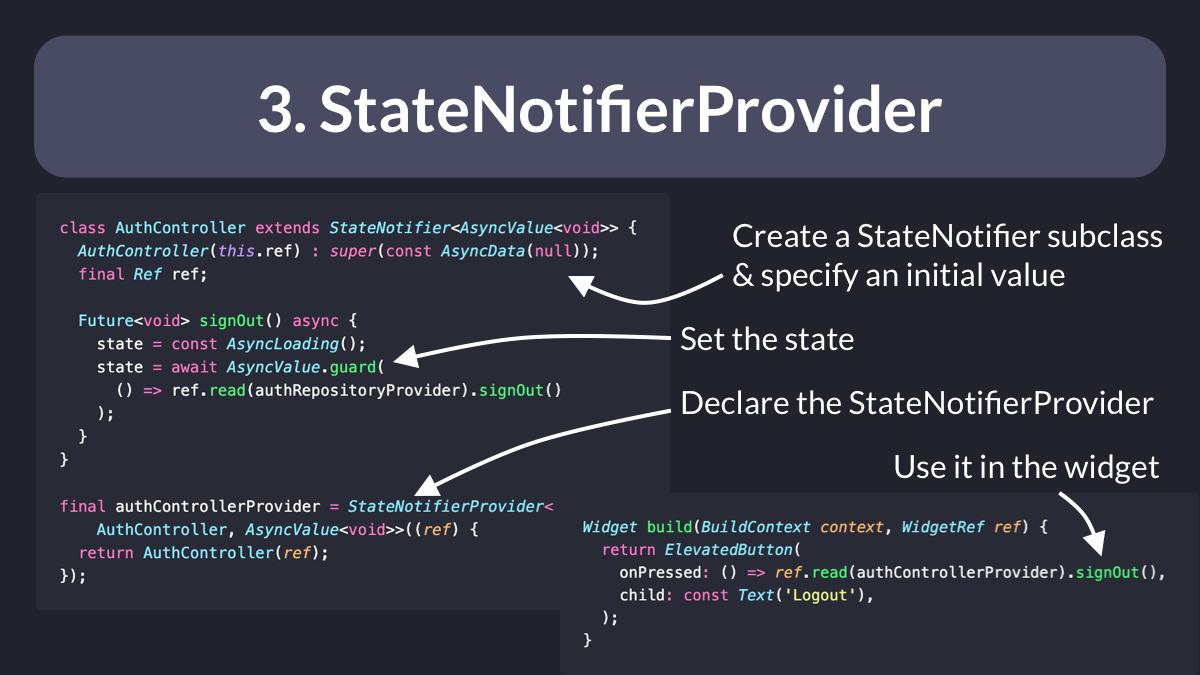 3. StateNotifierProvider
class AuthController extends StateNotifier<AsyncValue<void>> {
  AuthController(this.ref) : super(const AsyncData(null));
  final Ref ref;

  Future<void> signOut() async {
    state = const AsyncLoading();
    state = await AsyncValue.guard(
      () => ref.read(authRepositoryProvider).signOut()
    );
  }
}

final authControllerProvider = StateNotifierProvider<
    AuthController, AsyncValue<void>>((ref) {
  return AuthController(ref);
});
Create a StateNotifier subclass
& specify an initial value
Set the state
Declare the StateNotifierProvider
Use it in the widget
Widget build(BuildContext context, WidgetRef ref) {
  return ElevatedButton(
    onPressed: () => ref.read(authControllerProvider).signOut(),
    child: const Text('Logout'),
  );
}